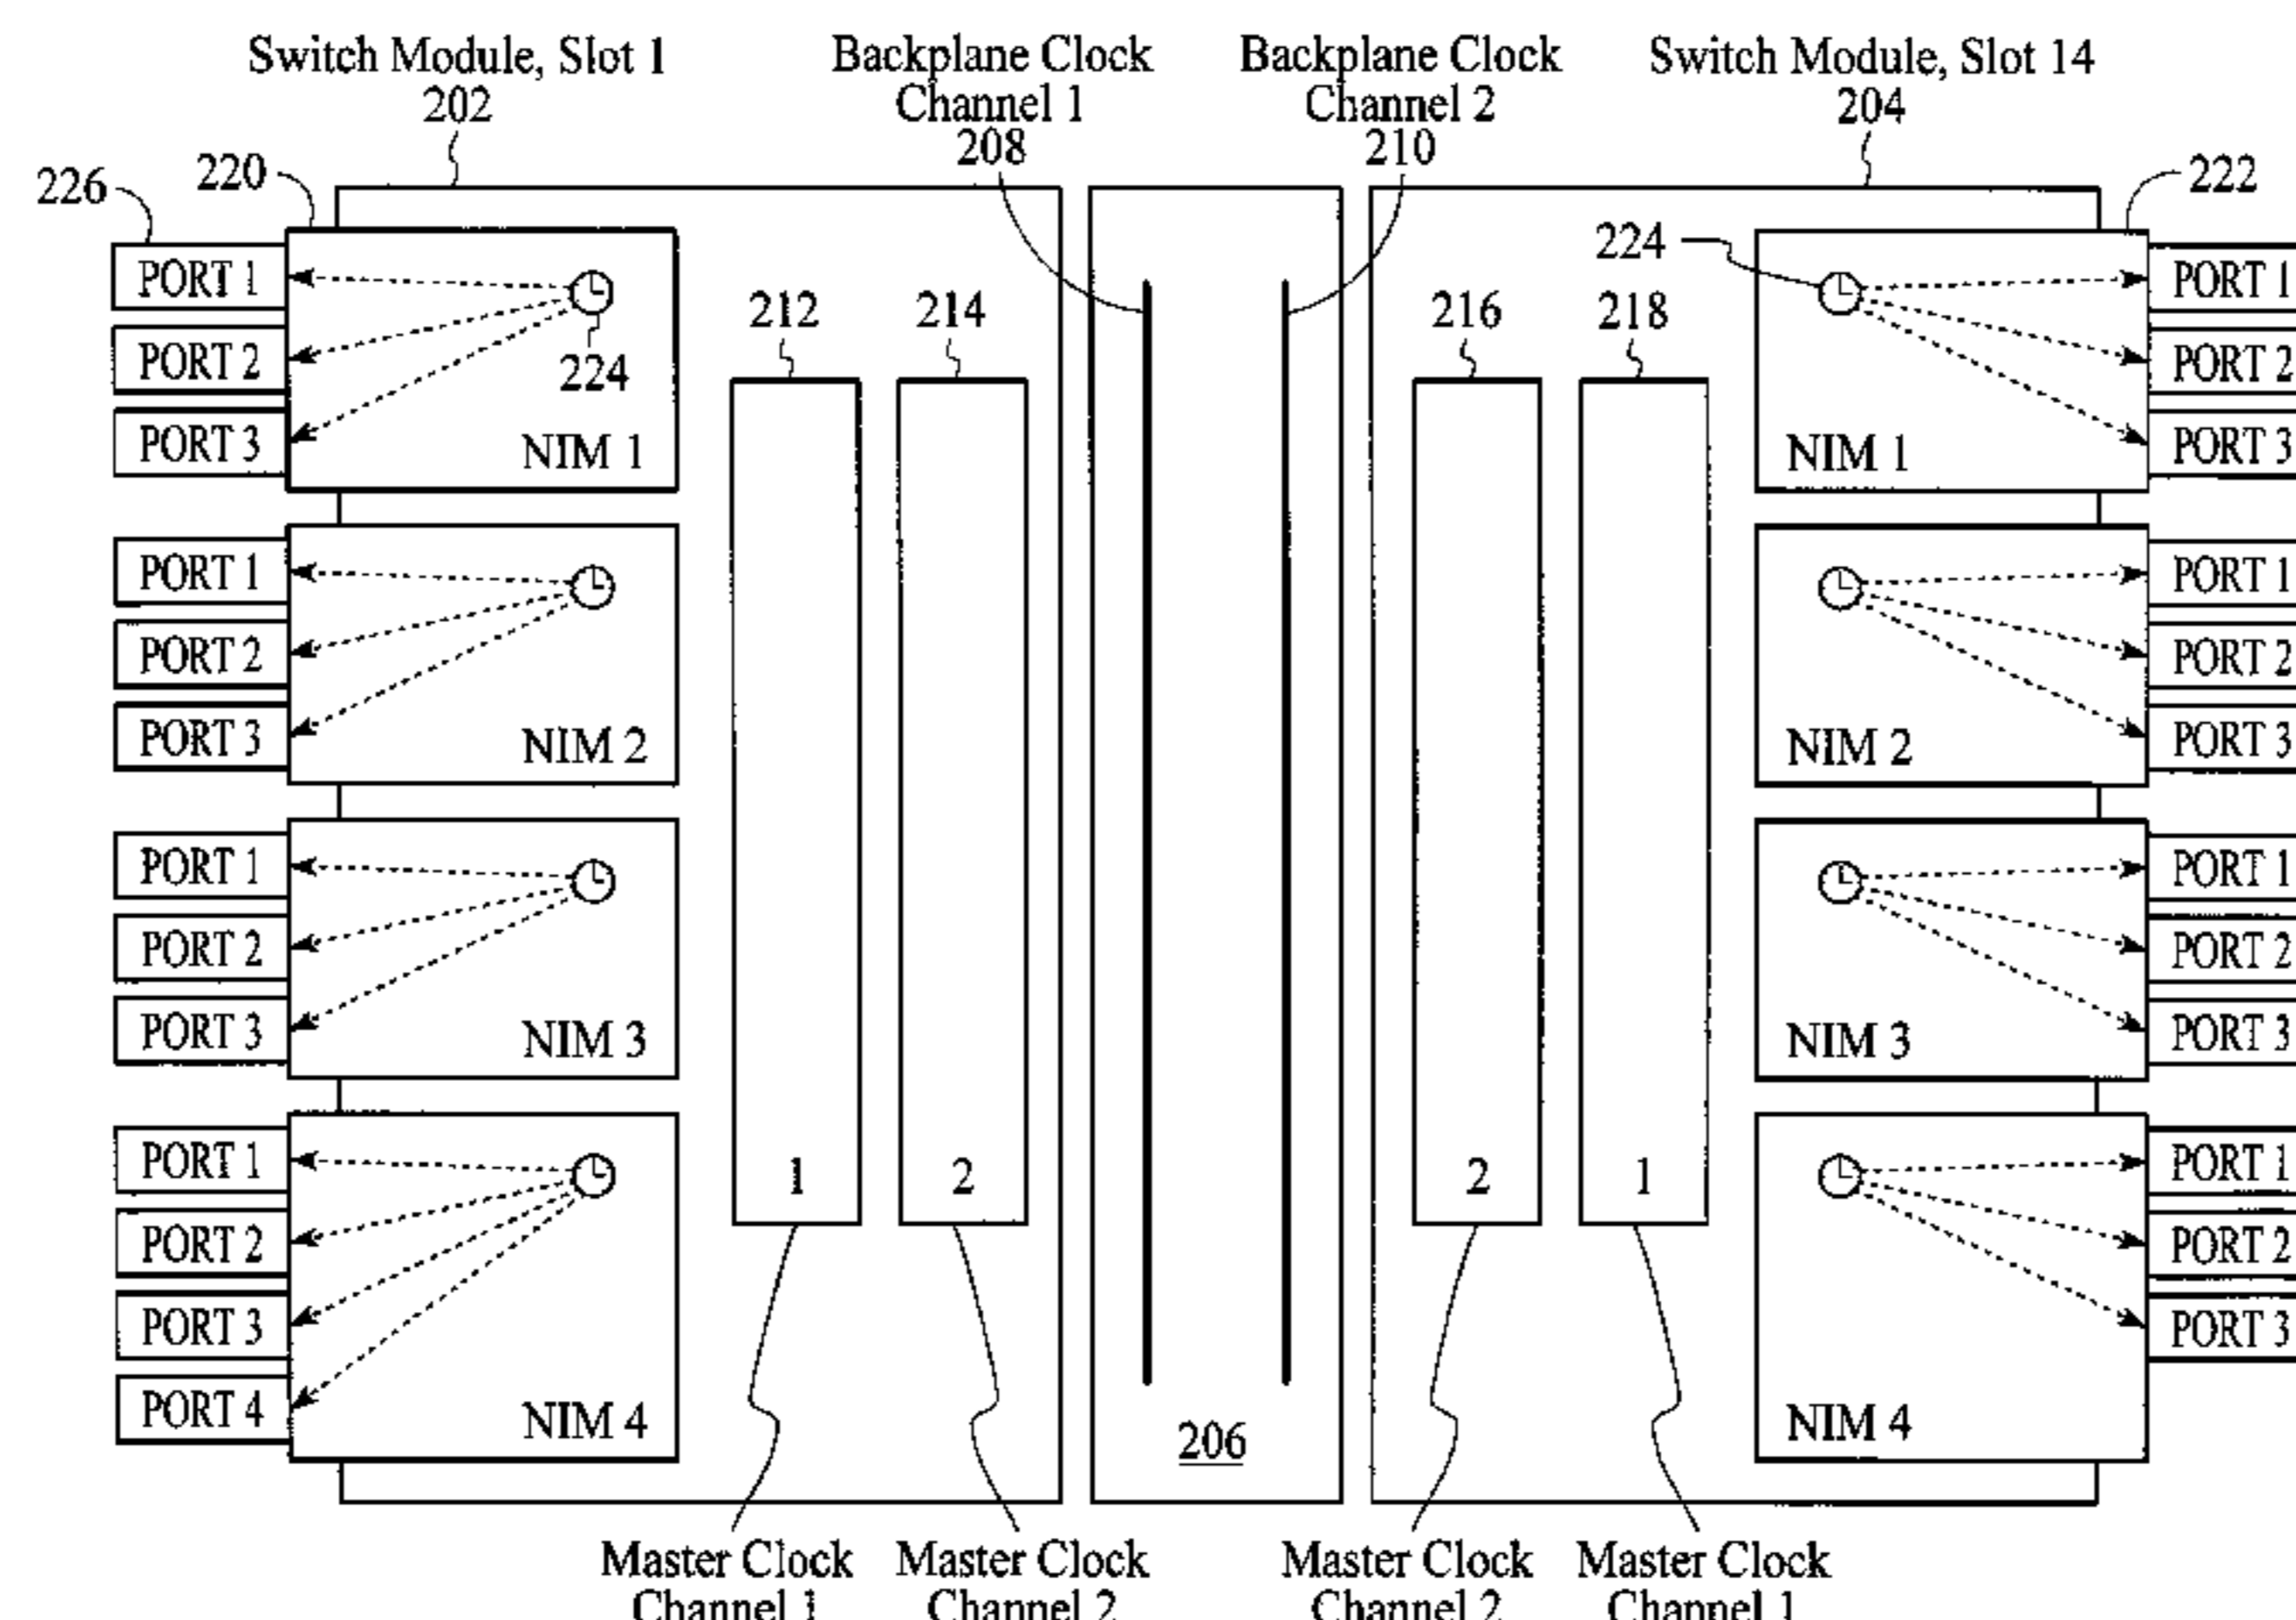 Switch Module, Slot 1
202
Backplane Clock
Channel 1
208
Backplane Clock
Channel 2
210
Switch Module, Slot 14
204
226
220
222
224
224
212
214
216
218
PORT 1
PORT 2
PORT 3
NIM 1
PORT 1
PORT 2
PORT 3
NIM 2
PORT 1
PORT 2
PORT 3
NIM 3
PORT 1
PORT 2
PORT 3
PORT 4
NIM 4
1
2
206
2
1
NIM 1
PORT 1
PORT 2
PORT 3
NIM 2
PORT 1
PORT 2
PORT 3
NIM 3
PORT 1
PORT 2
PORT 3
NIM 4
PORT 1
PORT 2
PORT 3
Master Clock
Channel 1
Master Clock
Channel 2
Master Clock
Channel 2
Master Clock
Channel 1